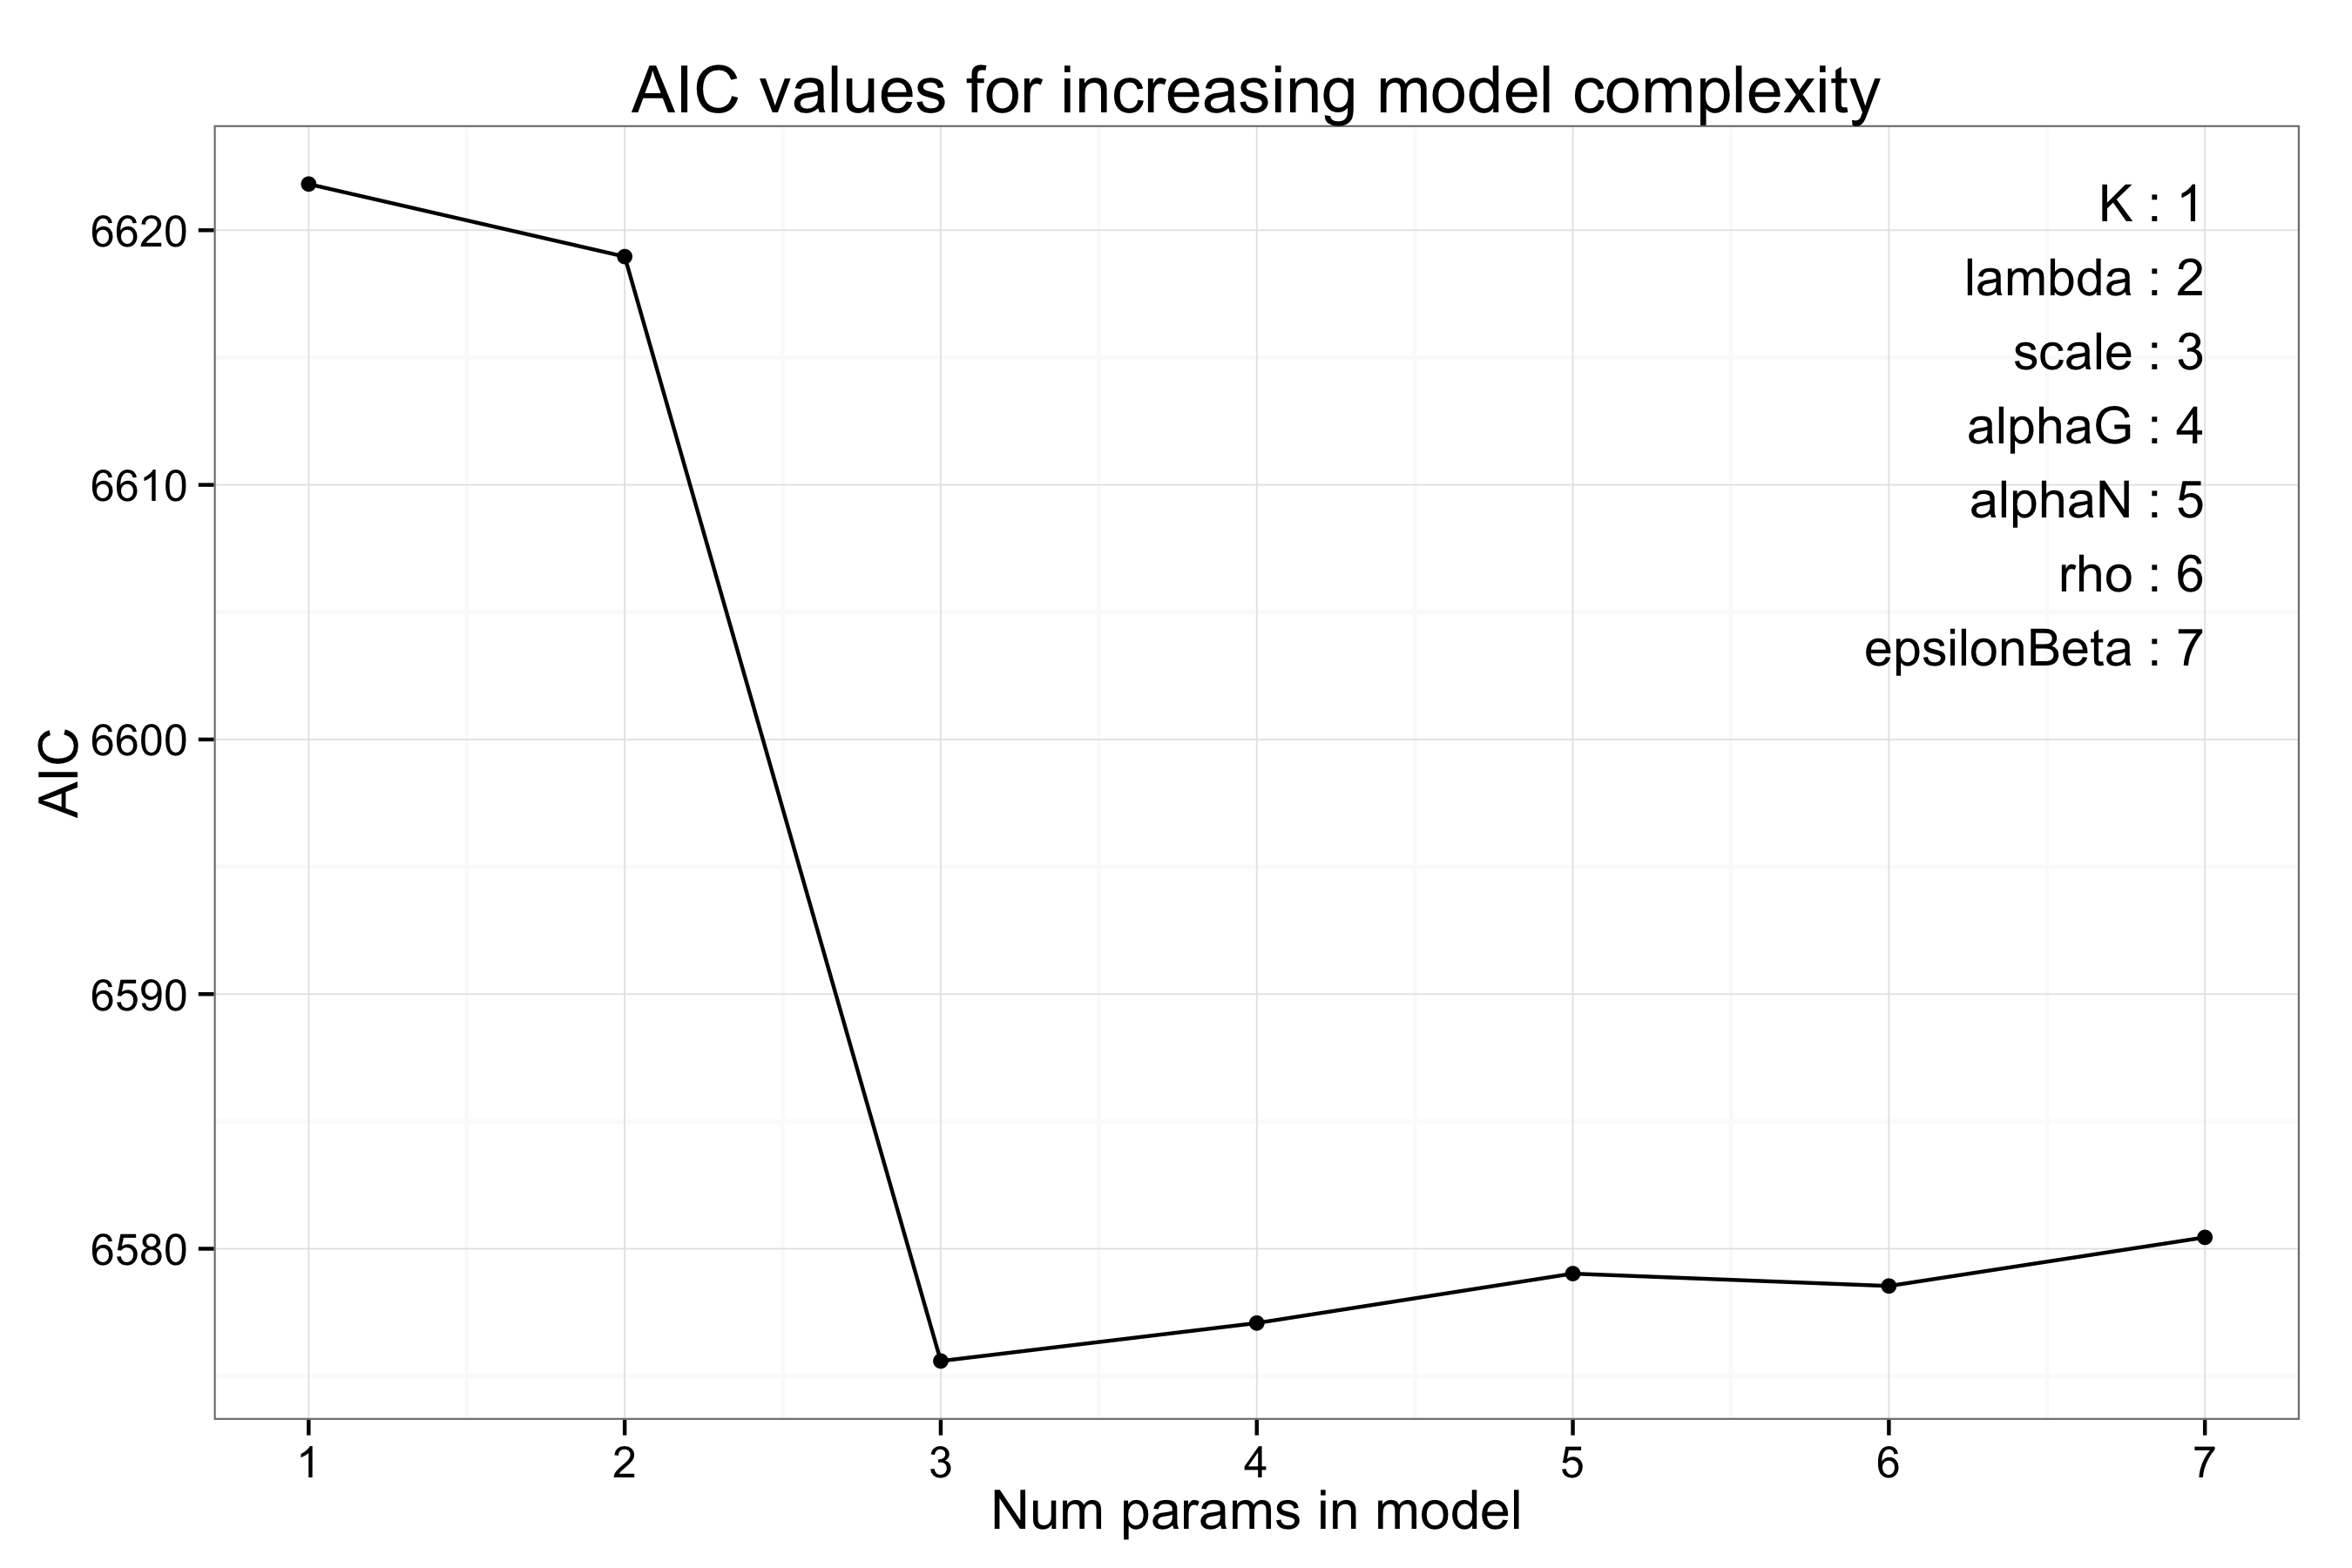 AIC values for increasing model complexity
K : 1
lambda : 2
scale : 3
alphaG : 4
alphaN : 5
rho : 6
epsilonBeta : 7
AIC
6620
6610
6600
6590
6580
1 2 3 4 5 6 7
Num params in model